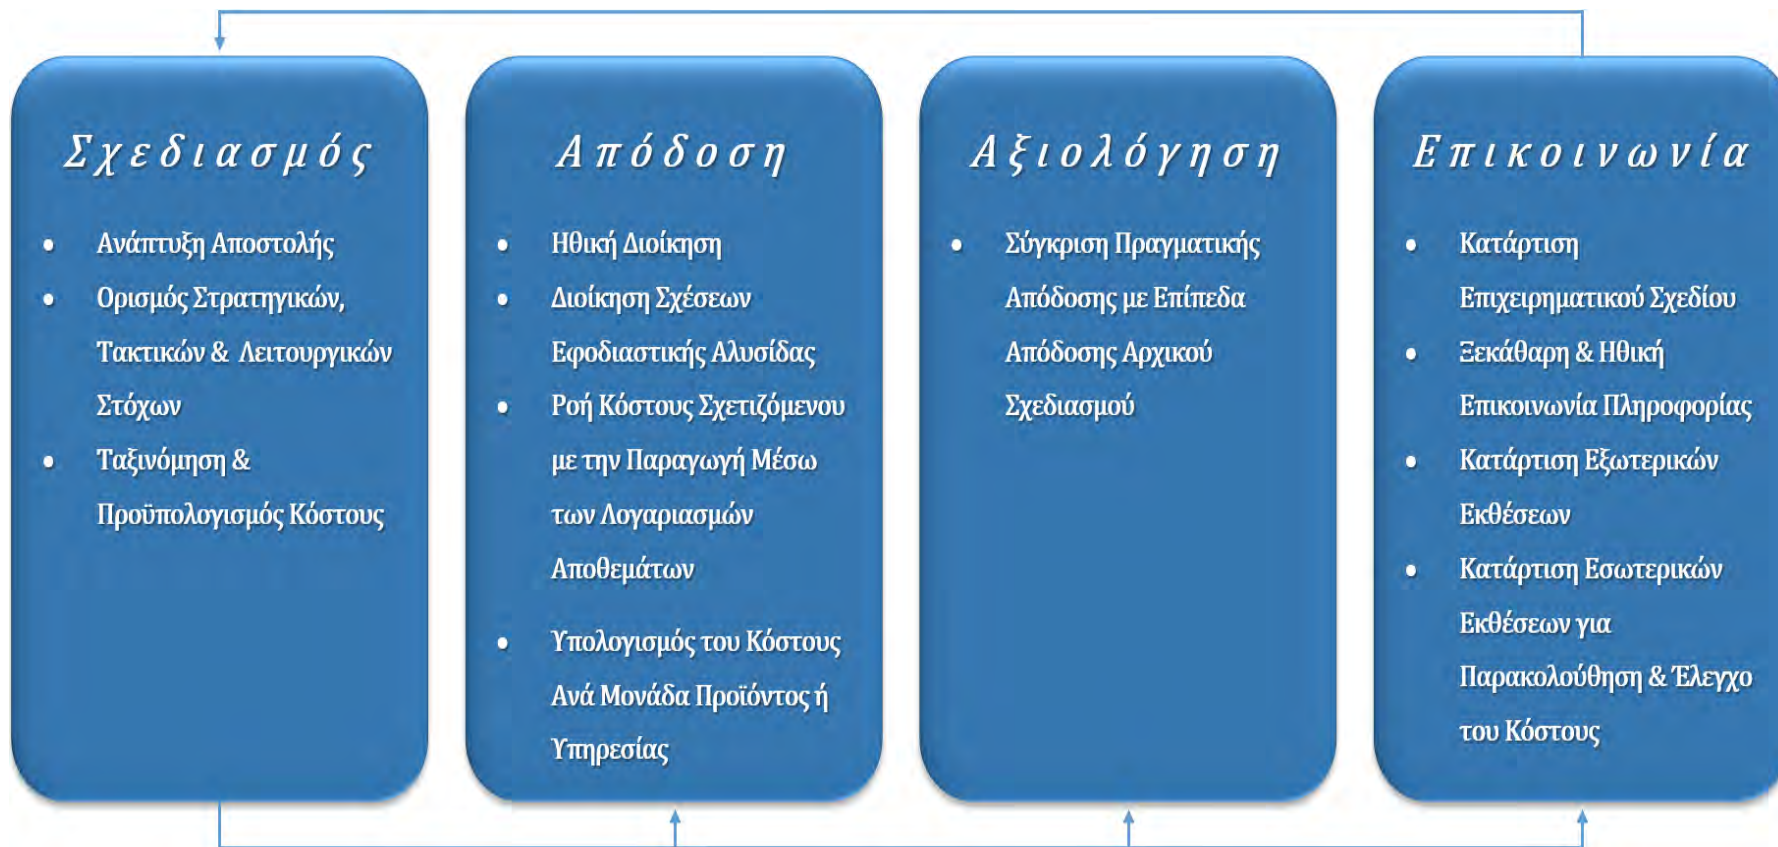 Σχεδιασμός
• Ανάπτυξη Αποστολής
• Ορισμός Στρατηγικών,
Τακτικών & Λειτουργικών
Στόχων
• Ταξινόμηση &
Προϋπολογισμός Κόστους
Απόδοση
• Ηθική Διοίκηση
• Διοίκηση Σχέσεων
Εφοδιαστικής Αλυσίδας
• Ροή Κόστους Σχετιζόμενου
με την Παραγωγή Μέσω
των Λογαριασμών
Αποθεμάτων
• Υπολογισμός του Κόστους
Ανά Μονάδα Προϊόντος ή
Υπηρεσίας
Αξιολόγηση
• Σύγκριση Πραγματικής
Απόδοσης με Επίπεδα
Απόδοσης Αρχικού
Σχεδιασμού
Επικοινωνία
• Κατάρτιση
Επιχειρηματικού Σχεδίου
• Ξεκάθαρη & Ηθική
Επικοινωνία Πληροφορίας
• Κατάρτιση Εξωτερικών
Εκθέσεων
• Κατάρτιση Εσωτερικών
Εκθέσεων για
Παρακολούθηση & Έλεγχο
του Κόστους